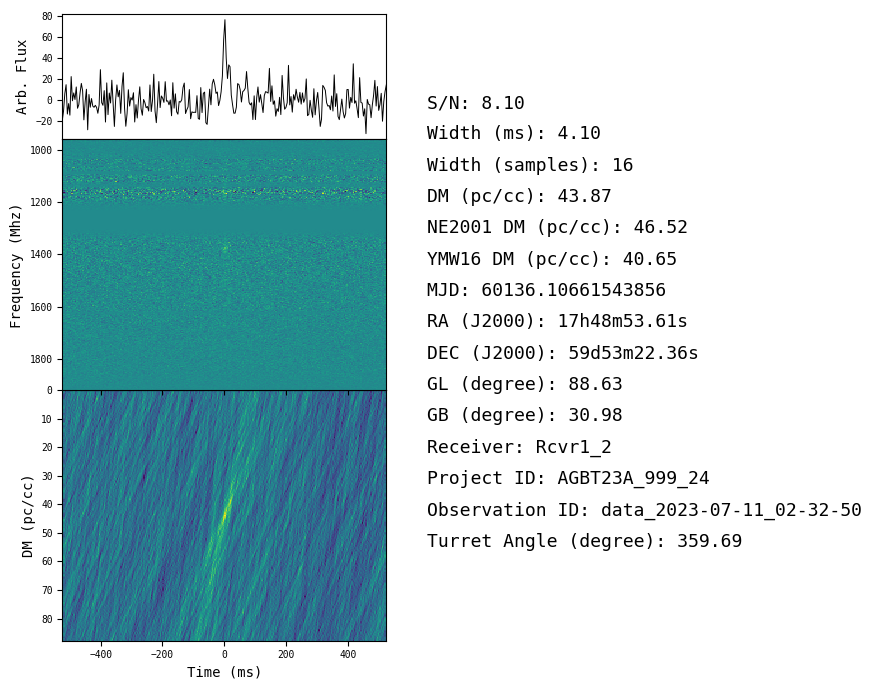 80
60
40
20
0
−20
Arb. Flux
1000
1200
1400
1600
1800
Frequency (Mhz)
0
10
20
30
40
50
60
70
80
DM (pc/cc)
−400
−200
0
200
400
Time (ms)
S/N: 8.10
Width (ms): 4.10
Width (samples): 16
DM (pc/cc): 43.87
NE2001 DM (pc/cc): 46.52
YMW16 DM (pc/cc): 40.65
MJD: 60136.10661543856
RA (J2000): 17h48m53.61s
DEC (J2000): 59d53m22.36s
GL (degree): 88.63
GB (degree): 30.98
Receiver: Rcvr1_2
Project ID: AGBT23A_999_24
Observation ID: data_2023-07-11_02-32-50
Turret Angle (degree): 359.69